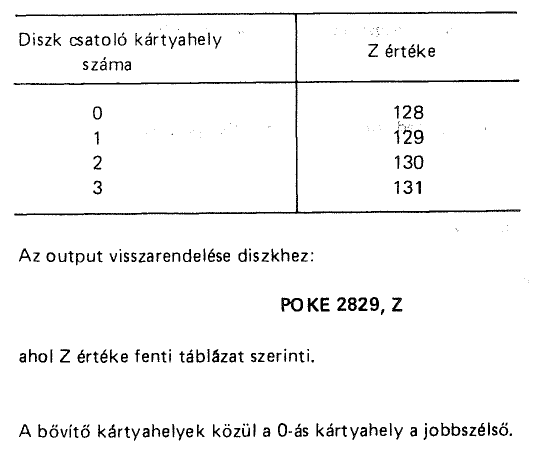 Diszk csatoló kártyahely száma
Z értéke
0 128
1 129
2 130
3 131
Az output visszarendelése diszkhez:
POKE 2829, Z
ahol Z értéke fenti táblázat szerinti.
A bővítő kártyahelyek közül a 0-ás kártyahely a jobbszélső.